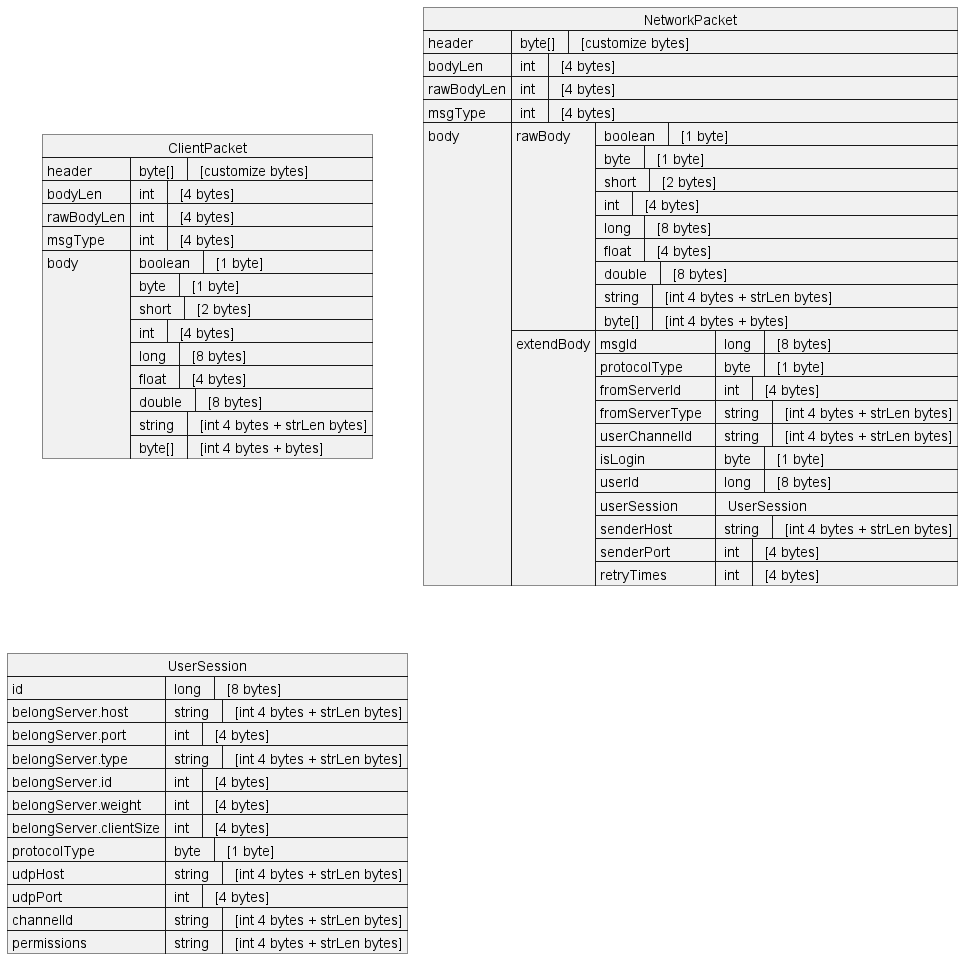 ClientPacket
header byte[] [customize bytes]
bodyLen int [4 bytes]
rawBodyLen int [4 bytes]
msgType int [4 bytes]
body boolean [1 byte]
byte [1 byte]
short [2 bytes]
int [4 bytes]
long [8 bytes]
float [4 bytes]
double [8 bytes]
string [int 4 bytes + strLen bytes]
byte[] [int 4 bytes + bytes]
NetworkPacket
header byte[] [customize bytes]
bodyLen int [4 bytes]
rawBodyLen int [4 bytes]
msgType int [4 bytes]
body rawBody boolean [1 byte]
byte [1 byte]
short [2 bytes]
int [4 bytes]
long [8 bytes]
float [4 bytes]
double [8 bytes]
string [int 4 bytes + strLen bytes]
byte[] [int 4 bytes + bytes]
extendBody msgId long [8 bytes]
protocolType byte [1 byte]
fromServerId int [4 bytes]
fromServerType string [int 4 bytes + strLen bytes]
userChannelId string [int 4 bytes + strLen bytes]
isLogin byte [1 byte]
userId long [8 bytes]
userSession UserSession
senderHost string [int 4 bytes + strLen bytes]
senderPort int [4 bytes]
retryTimes int [4 bytes]
UserSession
id long [8 bytes]
belongServer.host string [int 4 bytes + strLen bytes]
belongServer.port int [4 bytes]
belongServer.type string [int 4 bytes + strLen bytes]
belongServer.id int [4 bytes]
belongServer.weight int [4 bytes]
belongServer.clientSize int [4 bytes]
protocolType byte [1 byte]
udpHost string [int 4 bytes + strLen bytes]
udpPort int [4 bytes]
channelId string [int 4 bytes + strLen bytes]
permissions string [int 4 bytes + strLen bytes]